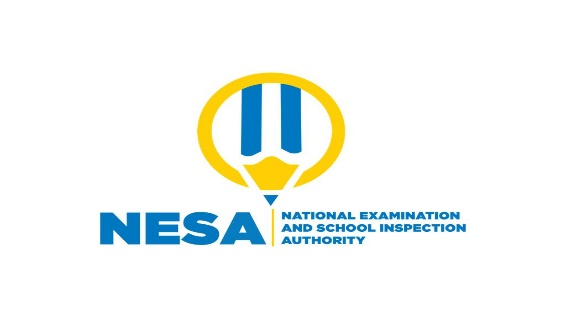 NESA
NATIONAL EXAMINATION
AND SCHOOL INSPECTION
AUTHORITY